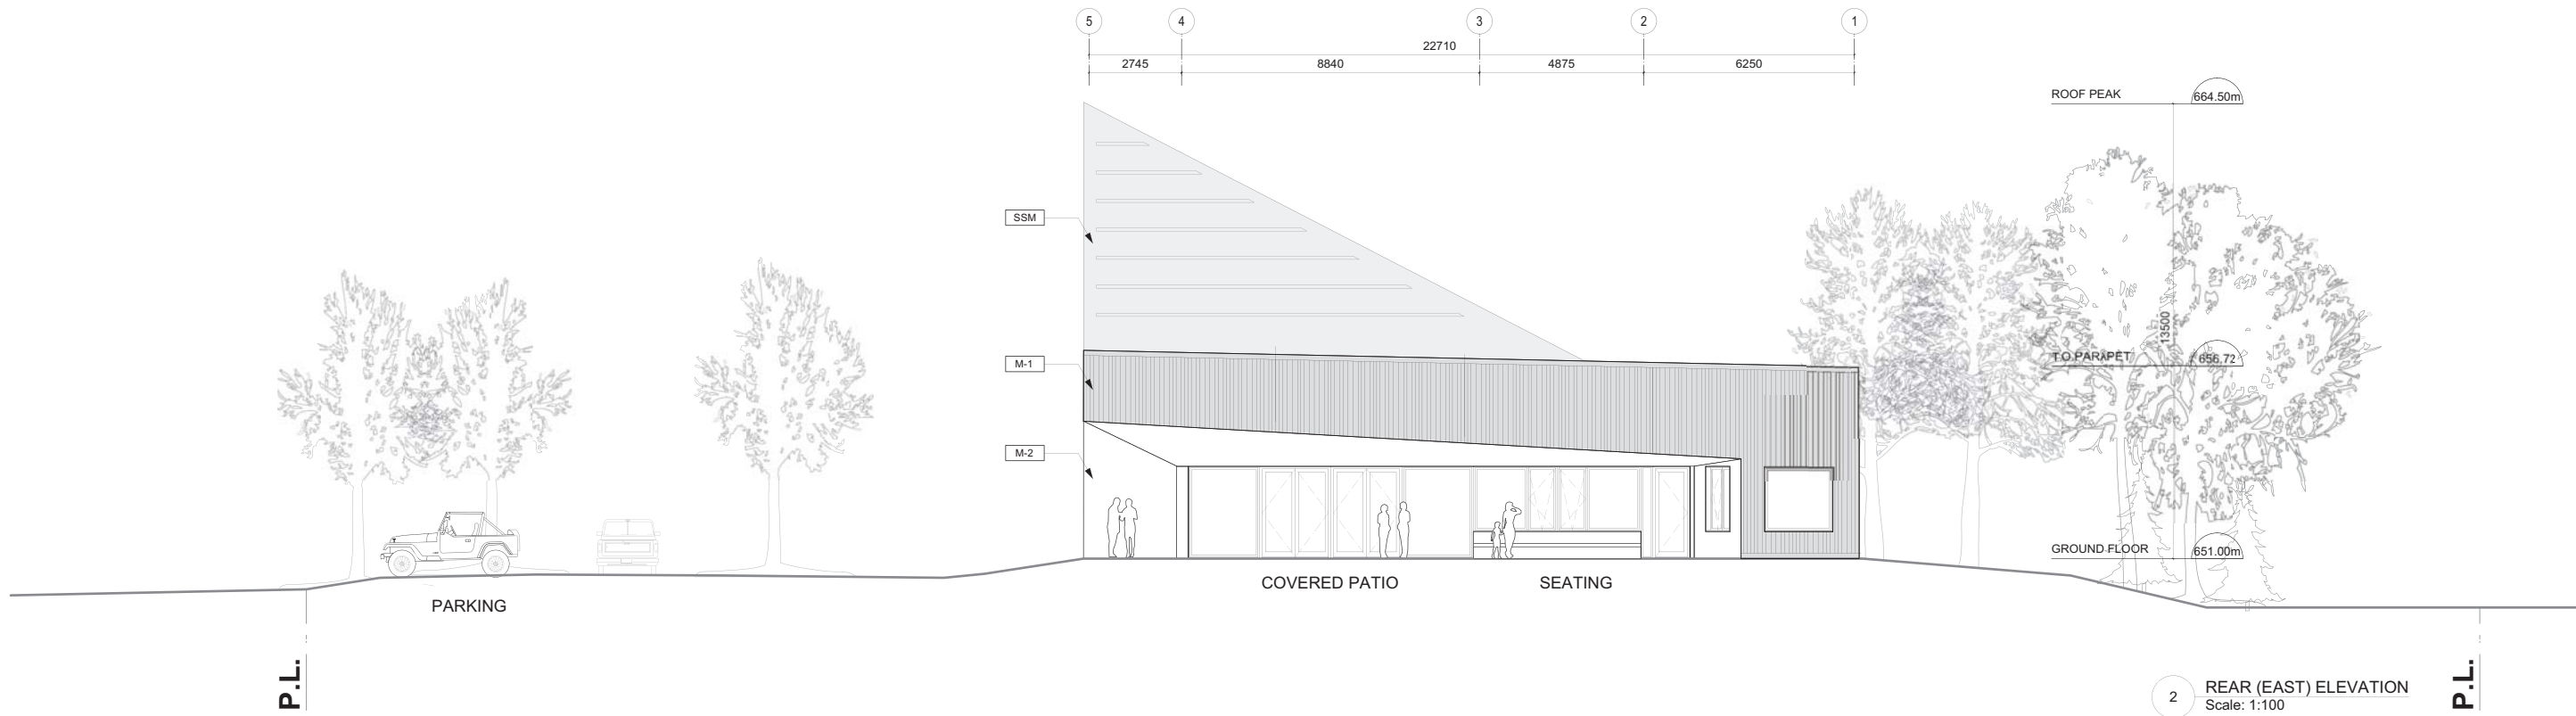 5 4 3 2 1
22710
2745 8840 4875 6250
ROOF PEAK 664.50m
SSM
13500
M-1
T.O.PARAPET 656.72
M-2
GROUND FLOOR 651.00m
COVERED PATIO SEATING
PARKING
P.L.
P.L.
2 REAR (EAST) ELEVATION
Scale: 1:100